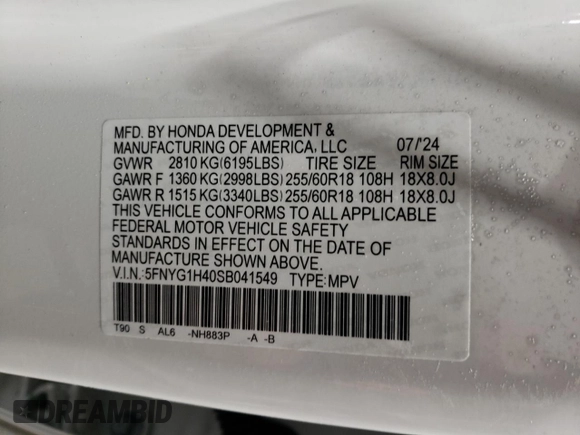 MFD. BY HONDA DEVELOPMENT &
MANUFACTURING OF AMERICA, LLC 07/'24
GVWR 2810 KG(6195LBS) TIRE SIZE RIM SIZE
GAWR F 1360 KG(2998LBS) 255/60R18 108H 18X8.0J
GAWR R 1515 KG(3340LBS) 255/60R18 108H 18X8.0J
THIS VEHICLE CONFORMS TO ALL APPLICABLE
FEDERAL MOTOR VEHICLE SAFETY
STANDARDS IN EFFECT ON THE DATE OF
MANUFACTURE SHOWN ABOVE.
V.I.N.:5FNYG1H40SB041549 TYPE:MPV
T90 S AL6 -NH883P -A -B
DREAMBID